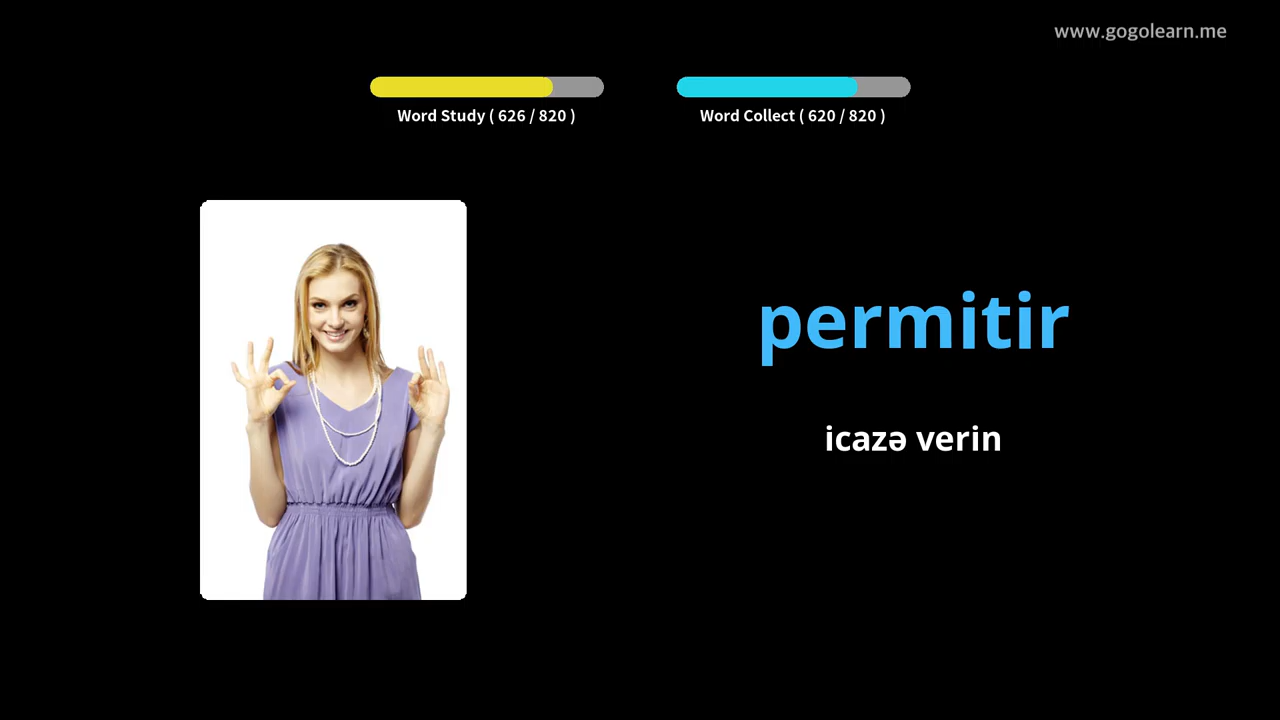 www.gogolearn.me
Word Study ( 626 / 820 )
Word Collect ( 620 / 820 )
permitir
icazə verin